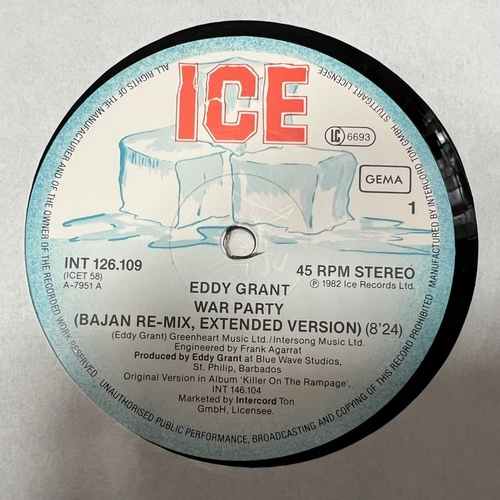 ALL RIGHTS OF THE MANUFACTURER AND OF THE OWNER OF THE RECORDED WORK RESERVED. UNAUTHORISED PUBLIC PERFORMANCE, BROADCASTING AND COPYING OF THIS RECORD PROHIBITED
MANUFACTURED BY INTERCORD TON GMBH, STUTTGART LICENSEE.
ICE
LC 6693
GEMA
1
INT 126.109
(ICET 58)
A-7951 A
45 RPM STEREO
Ⓟ 1982 Ice Records Ltd.
EDDY GRANT
WAR PARTY
(BAJAN RE-MIX, EXTENDED VERSION) (8'24)
(Eddy Grant) Greenheart Music Ltd./Intersong Music Ltd.
Engineered by Frank Agarrat
Produced by Eddy Grant at Blue Wave Studios,
St. Philip, Barbados
Original Version in Album 'Killer On The Rampage',
INT 146.104
Marketed by Intercord Ton
GmbH, Licensee.